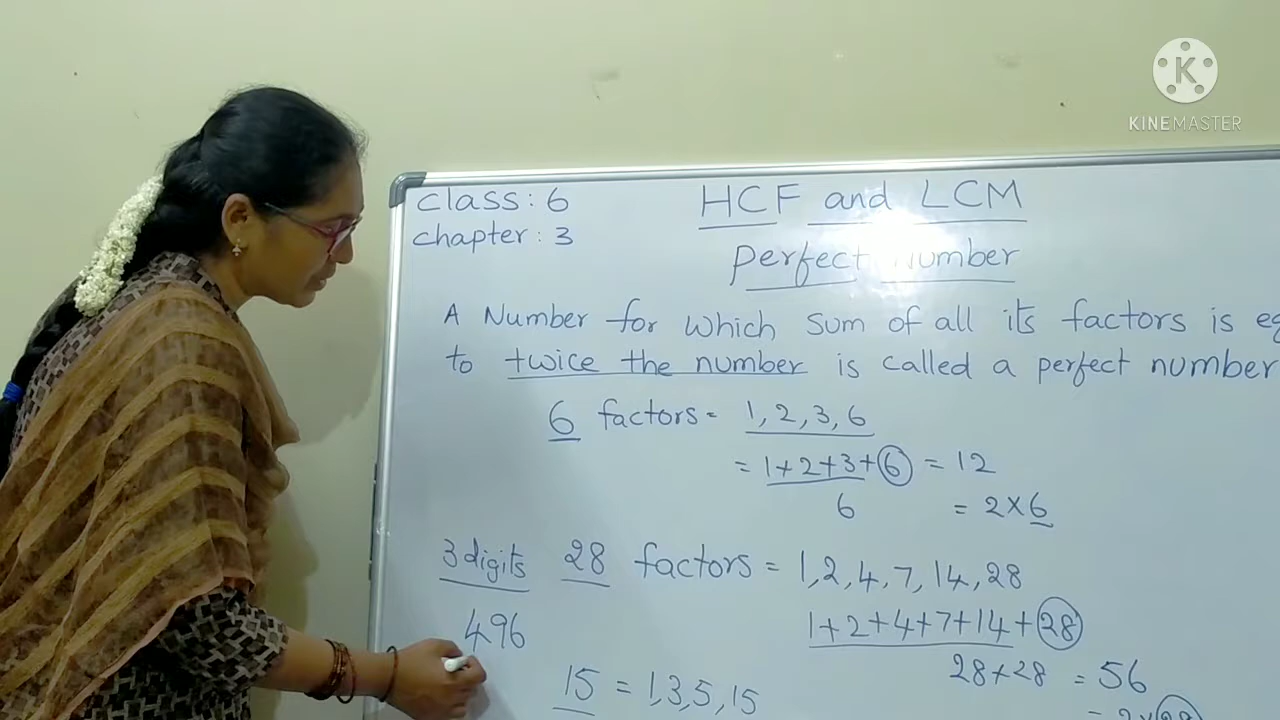 K
KINEMASTER
class: 6
HCF and LCM
chapter: 3
Perfect Number
A Number for which sum of all its factors is
to twice the number is called a perfect number
6 factors = 1, 2, 3, 6
= 1+2+3+6 = 12
6 = 2×6
3 digits 28 factors = 1, 2, 4, 7, 14, 28
496
1+2+4+7+14+28
28+28 = 56
15 = 1, 3, 5, 15